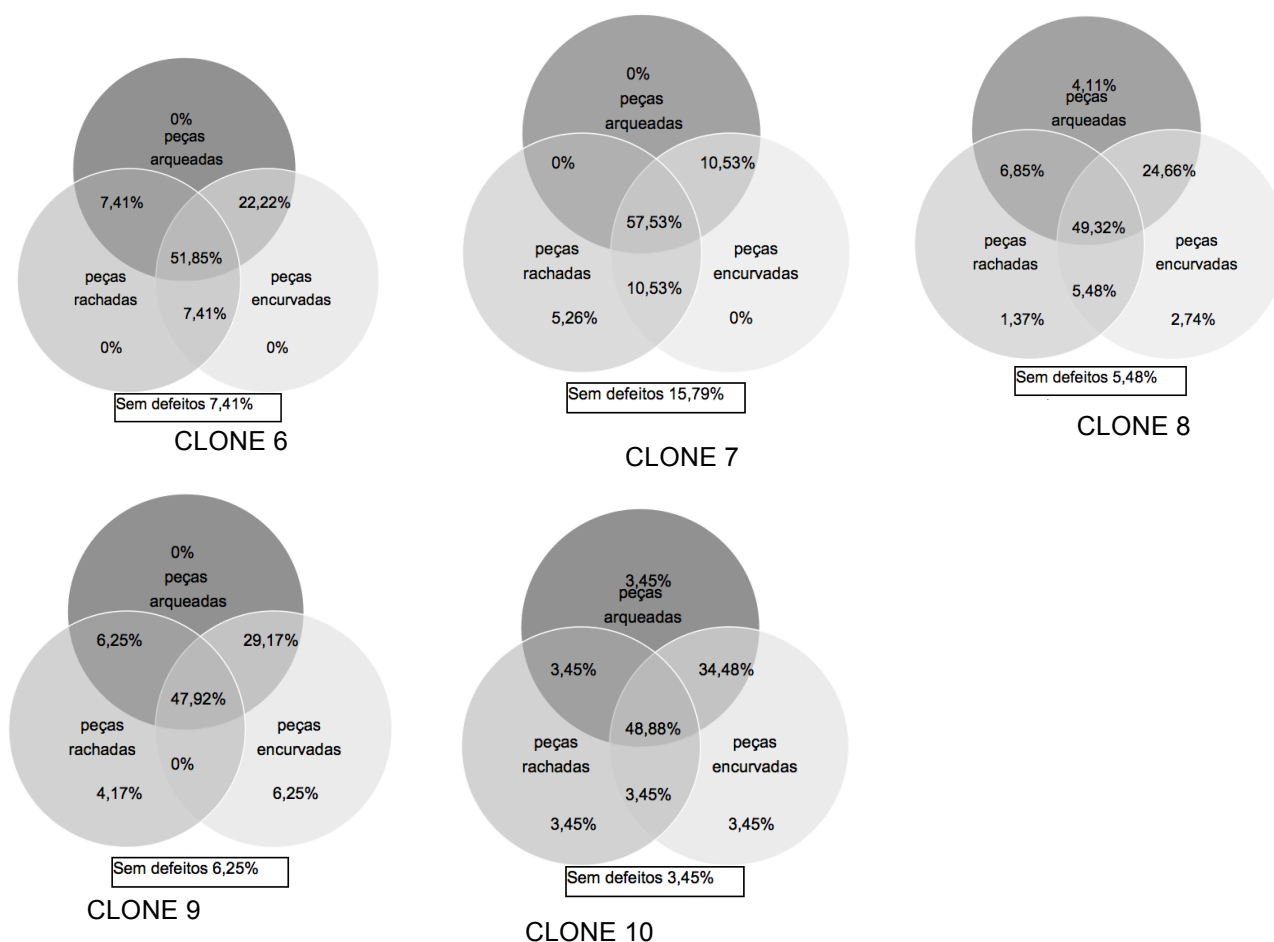 0%
peças
arqueadas
7,41%
22,22%
51,85%
peças
rachadas
peças
encurvadas
7,41%
0%
0%
Sem defeitos 7,41%
CLONE 6
0%
peças
arqueadas
0%
10,53%
57,53%
peças
rachadas
peças
encurvadas
10,53%
5,26%
0%
Sem defeitos 15,79%
CLONE 7
4,11%
peças
arqueadas
6,85%
24,66%
49,32%
peças
rachadas
peças
encurvadas
5,48%
1,37%
2,74%
Sem defeitos 5,48%
CLONE 8
0%
peças
arqueadas
6,25%
29,17%
47,92%
peças
rachadas
peças
encurvadas
0%
4,17%
6,25%
Sem defeitos 6,25%
CLONE 9
3,45%
peças
arqueadas
3,45%
34,48%
48,88%
peças
rachadas
peças
encurvadas
3,45%
3,45%
3,45%
Sem defeitos 3,45%
CLONE 10